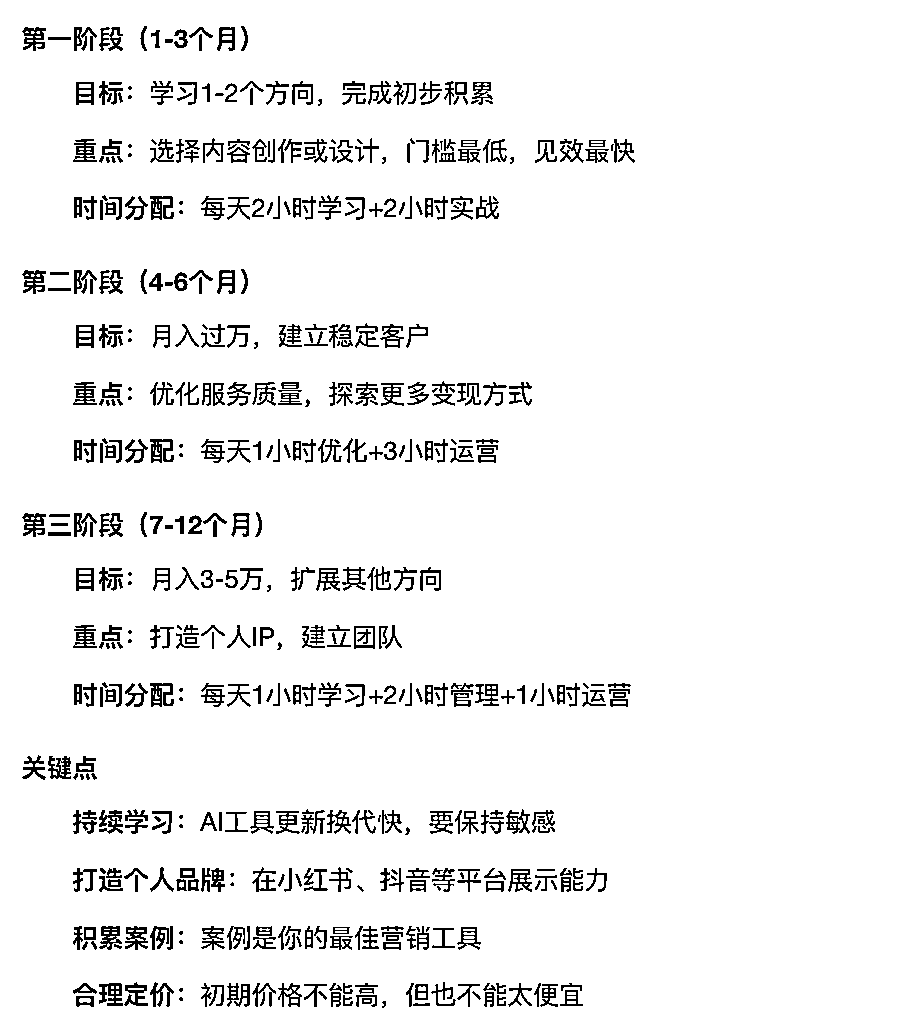 第一阶段（1-3个月）
目标：学习1-2个方向，完成初步积累
重点：选择内容创作或设计，门槛最低，见效最快
时间分配：每天2小时学习+2小时实战
第二阶段（4-6个月）
目标：月入过万，建立稳定客户
重点：优化服务质量，探索更多变现方式
时间分配：每天1小时优化+3小时运营
第三阶段（7-12个月）
目标：月入3-5万，扩展其他方向
重点：打造个人IP，建立团队
时间分配：每天1小时学习+2小时管理+1小时运营
关键点
持续学习：AI工具更新换代快，要保持敏感
打造个人品牌：在小红书、抖音等平台展示能力
积累案例：案例是你的最佳营销工具
合理定价：初期价格不能高，但也不能太便宜